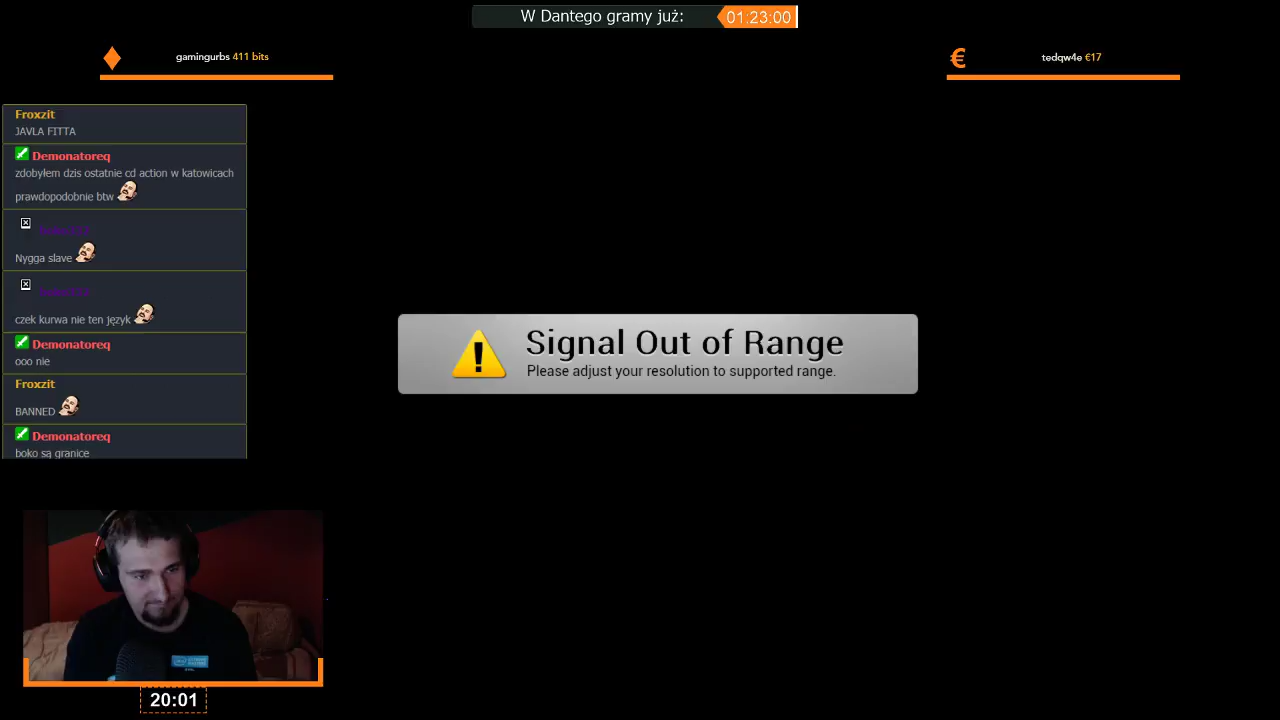 W Dantego gramy już:
01:23:00
gamingurbs 411 bits
€
tedqw4e €17
Froxzit
JAVLA FITTA
Demonatoreq
zdobyłem dzis ostatnie cd action w katowicach
prawdopodobnie btw
Nygga slave
czek kurwa nie ten język
Demonatoreq
ooo nie
Froxzit
BANNED
Demonatoreq
boko są granice
Signal Out of Range
Please adjust your resolution to supported range.
20:01